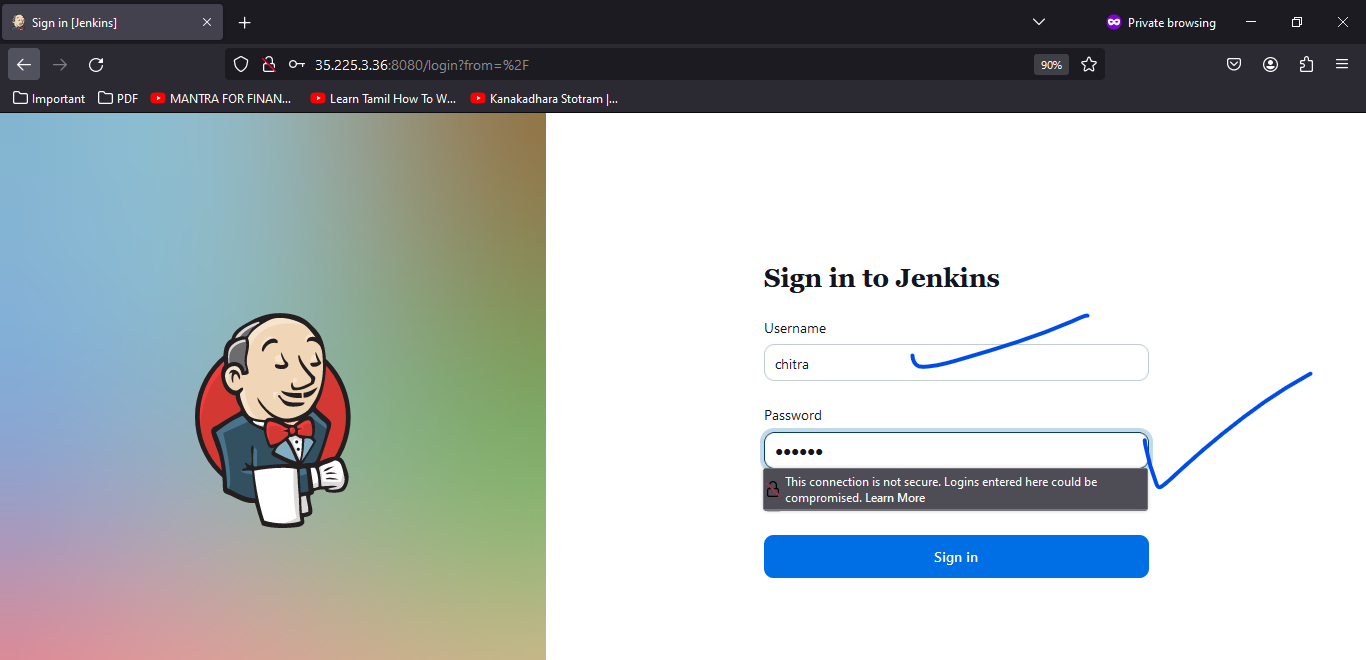 Sign in [Jenkins]
Private browsing
35.225.3.36:8080/login?from=%2F
90%
Important
PDF
MANTRA FOR FINAN...
Learn Tamil How To W...
Kanakadhara Stotram |...
Sign in to Jenkins
Username
chitra
Password
••••••
This connection is not secure. Logins entered here could be
compromised. Learn More
Sign in